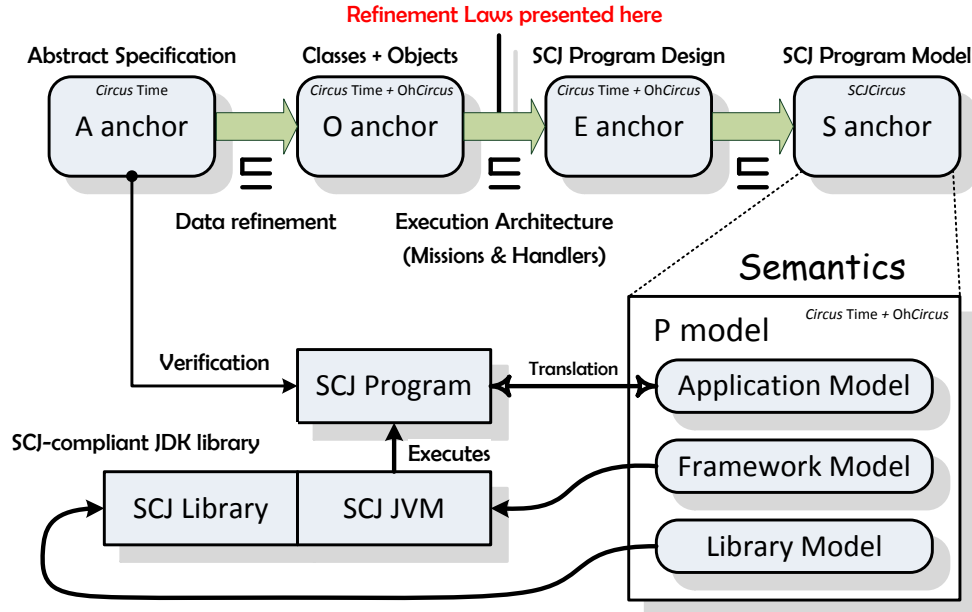 Refinement Laws presented here
Abstract Specification
Classes + Objects
SCJ Program Design
SCJ Program Model
Circus Time
A anchor
Circus Time + OhCircus
O anchor
Circus Time + OhCircus
E anchor
SCJCircus
S anchor
⊑
⊑
⊑
Data refinement
Execution Architecture
(Missions & Handlers)
Semantics
Circus Time + OhCircus
P model
Verification
SCJ Program
Translation
Application Model
SCJ-compliant JDK library
Executes
Framework Model
SCJ Library
SCJ JVM
Library Model